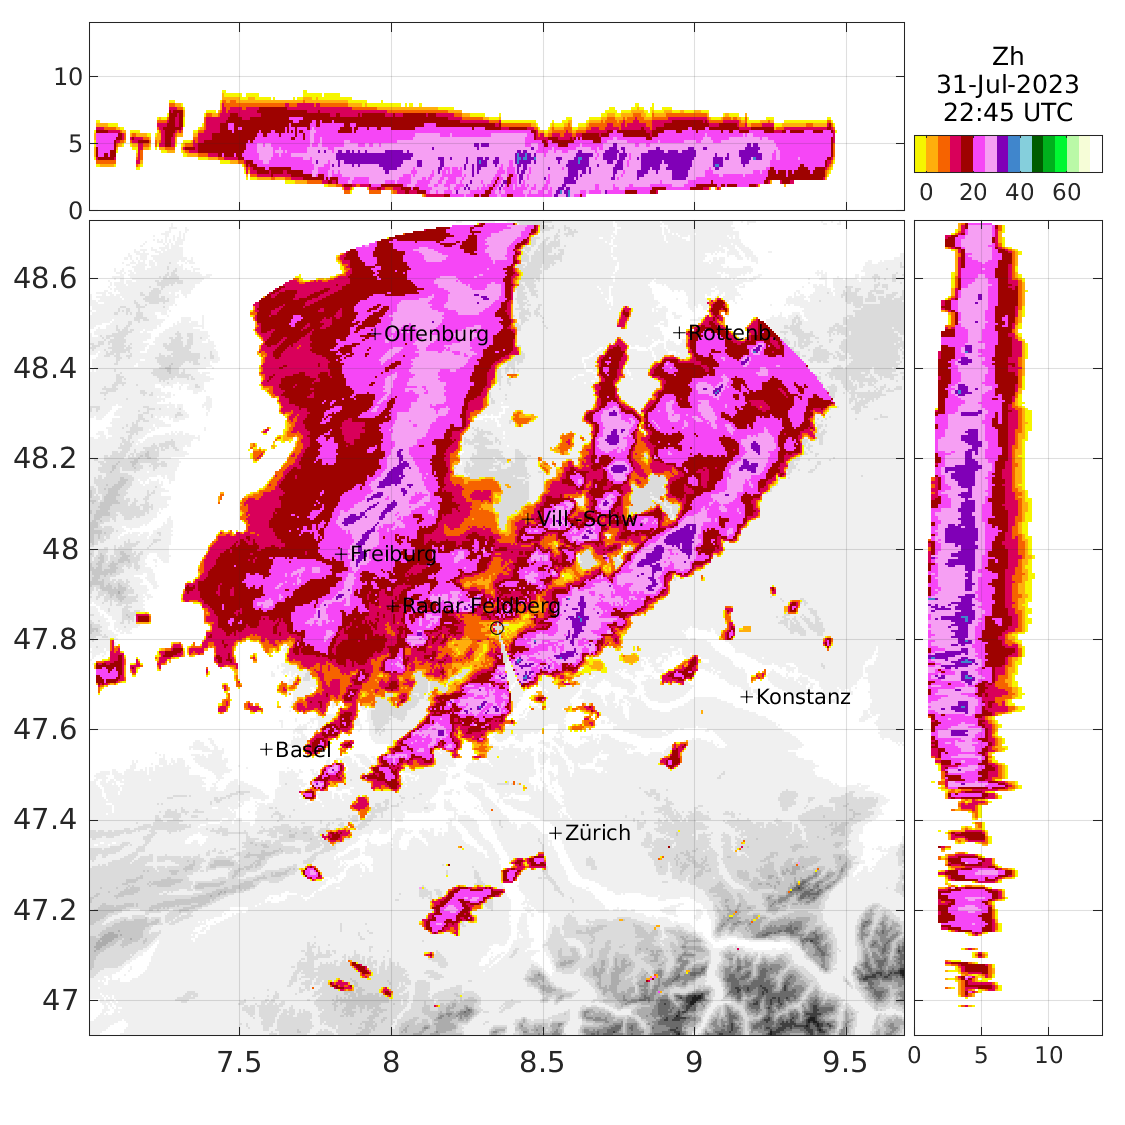 10
5
0
Zh
31-Jul-2023
22:45 UTC
0 20 40 60
48.6
48.4
48.2
48
47.8
47.6
47.4
47.2
47
+Offenburg
+Rottenb.
+Vill.-Schw.
+Freiburg
+Radar Feldberg
+Konstanz
+Basel
+Zürich
7.5 8 8.5 9 9.5
0 5 10